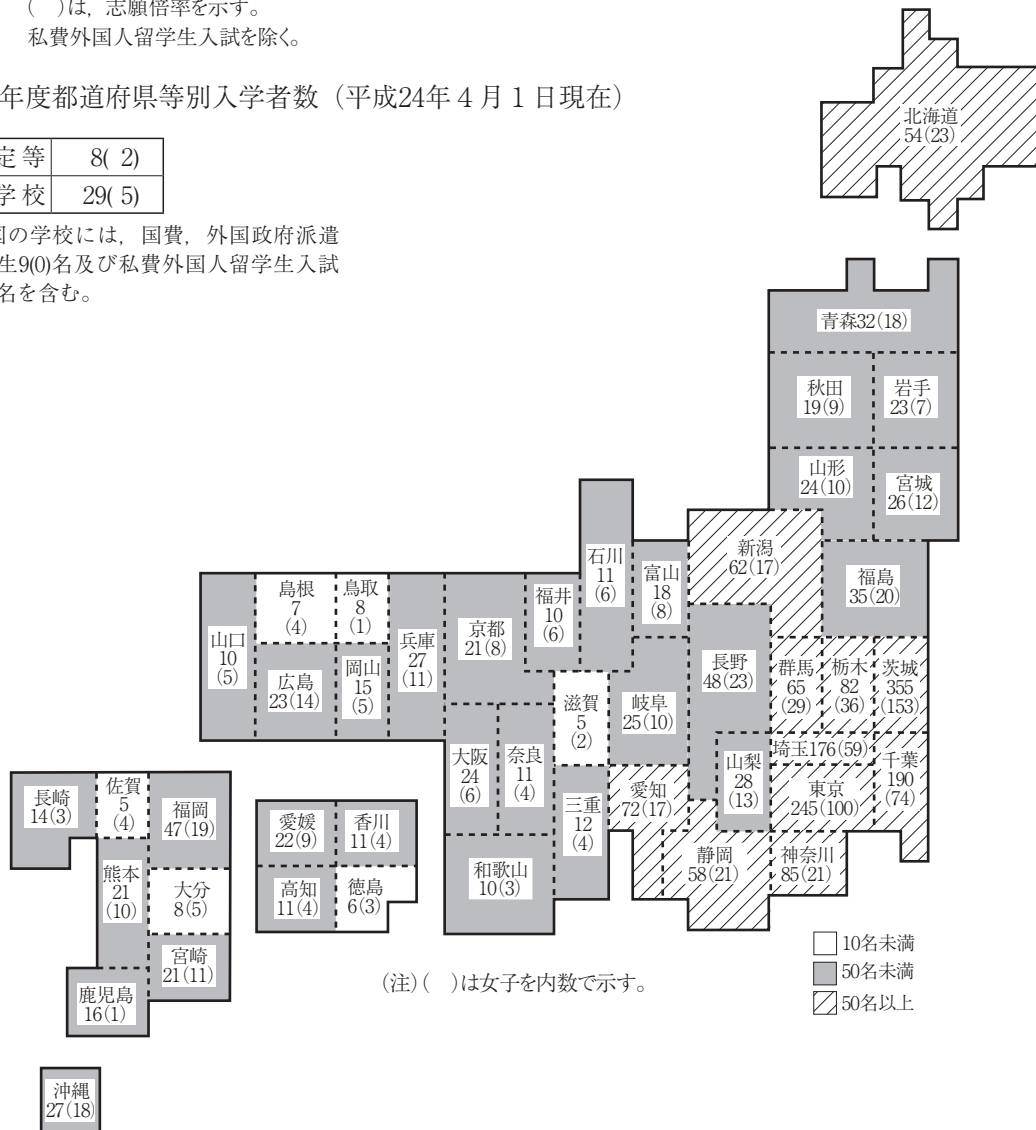 (　)は，志願倍率を示す。
私費外国人留学生入試を除く。
年度都道府県等別入学者数（平成24年４月１日現在）
定 等　8( 2)
学 校　29( 5)
国の学校には，国費，外国政府派遣
生9(0)名及び私費外国人留学生入試
名を含む。
北海道
54(23)
青森32(18)
秋田
19(9)
岩手
23(7)
山形
24(10)
宮城
26(12)
新潟
62(17)
福島
35(20)
石川
11
(6)
富山
18
(8)
福井
10
(6)
島根
7
(4)
鳥取
8
(1)
山口
10
(5)
広島
23(14)
岡山
15
(5)
兵庫
27
(11)
京都
21(8)
滋賀
5
(2)
岐阜
25(10)
長野
48(23)
群馬
65
(29)
栃木
82
(36)
茨城
355
(153)
埼玉176(59)
千葉
190
(74)
山梨
28
(13)
東京
245(100)
大阪
24
(6)
奈良
11
(4)
三重
12
(4)
愛知
72(17)
静岡
58(21)
神奈川
85(21)
和歌山
10(3)
長崎
14(3)
佐賀
5
(4)
福岡
47(19)
熊本
21
(10)
大分
8(5)
宮崎
21(11)
鹿児島
16(1)
愛媛
22(9)
香川
11(4)
高知
11(4)
徳島
6(3)
沖縄
27(18)
(注)(　)は女子を内数で示す。
10名未満
50名未満
50名以上